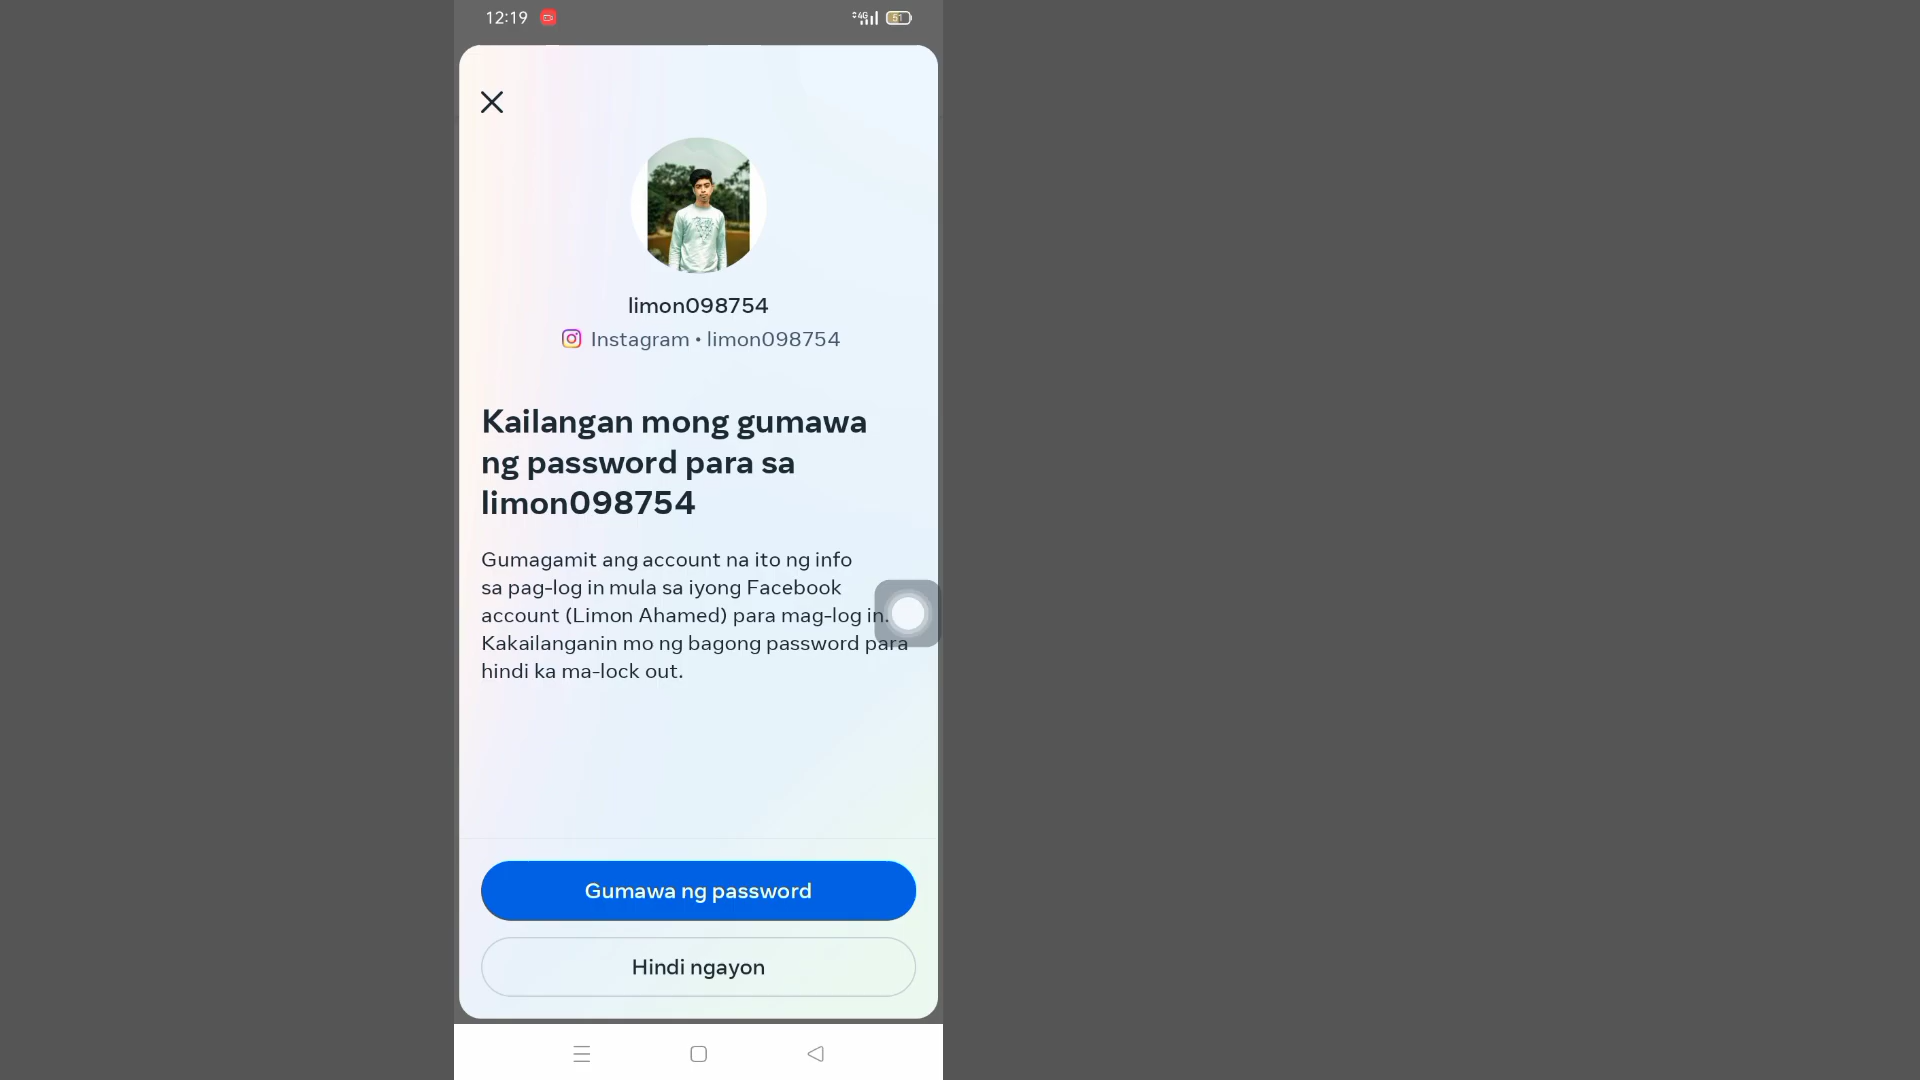 12:19
4G
51
limon098754
Instagram • limon098754
Kailangan mong gumawa
ng password para sa
limon098754
Gumagamit ang account na ito ng info
sa pag-log in mula sa iyong Facebook
account (Limon Ahamed) para mag-log in.
Kakailanganin mo ng bagong password para
hindi ka ma-lock out.
Gumawa ng password
Hindi ngayon